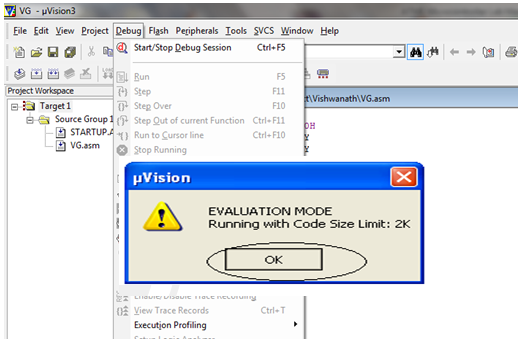 VG - µVision3
File Edit View Project Debug Flash Peripherals Tools SVCS Window Help
Start/Stop Debug Session Ctrl+F5
Run F5
Step F11
Step Over F10
Step Out of current Function Ctrl+F11
Run to Cursor line Ctrl+F10
Stop Running
Project Workspace
Target 1
Source Group 1
STARTUP.A
VG.asm
t\Vishwanath\VG.asm
OH
µVision
EVALUATION MODE
Running with Code Size Limit: 2K
OK
Enable/Disable Trace Recording
View Trace Records Ctrl+T
Execution Profiling